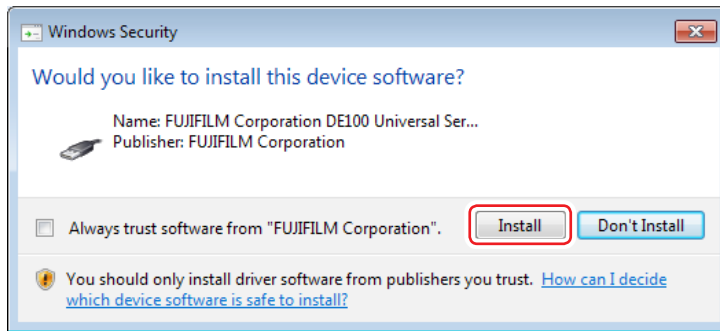 Windows Security
Would you like to install this device software?
Name: FUJIFILM Corporation DE100 Universal Ser...
Publisher: FUJIFILM Corporation
Always trust software from "FUJIFILM Corporation".
Install
Don't Install
You should only install driver software from publishers you trust. How can I decide
which device software is safe to install?